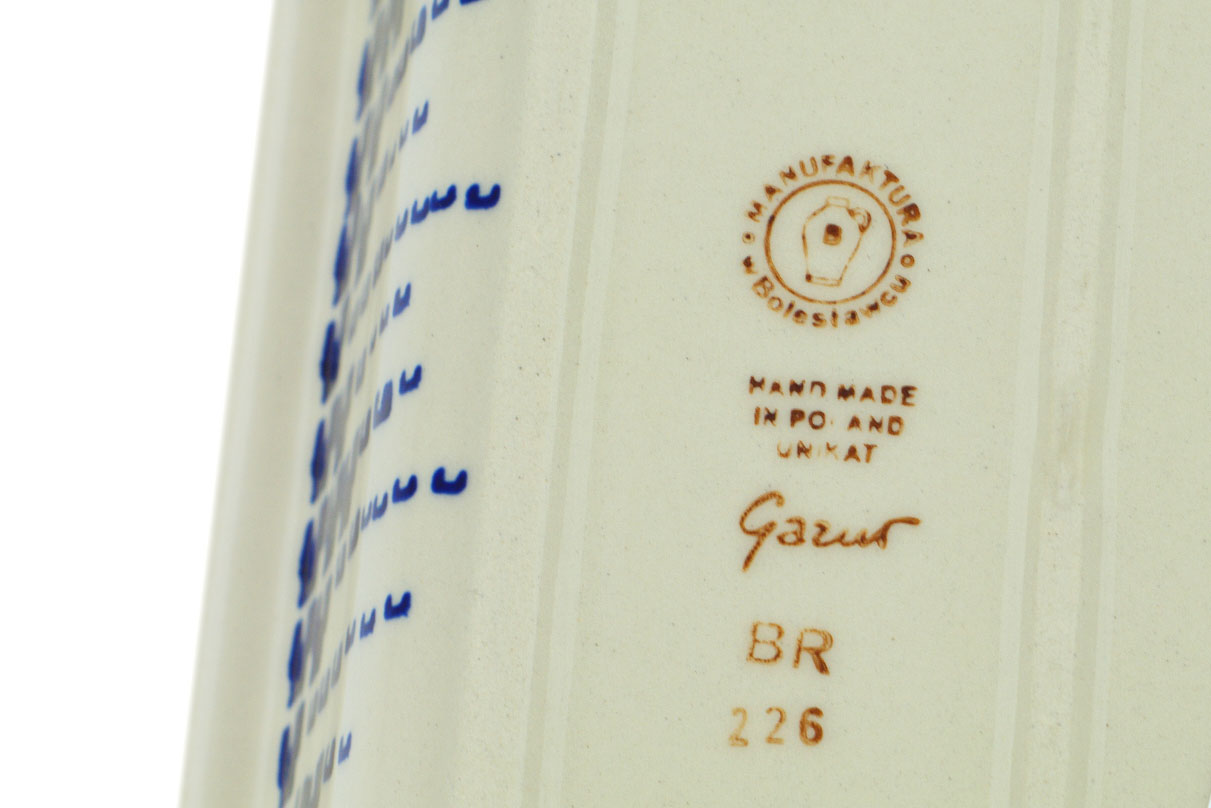 MANUFAKTURA
w Bolesławcu
B
HAND MADE
IN POLAND
UNIKAT
BR
226